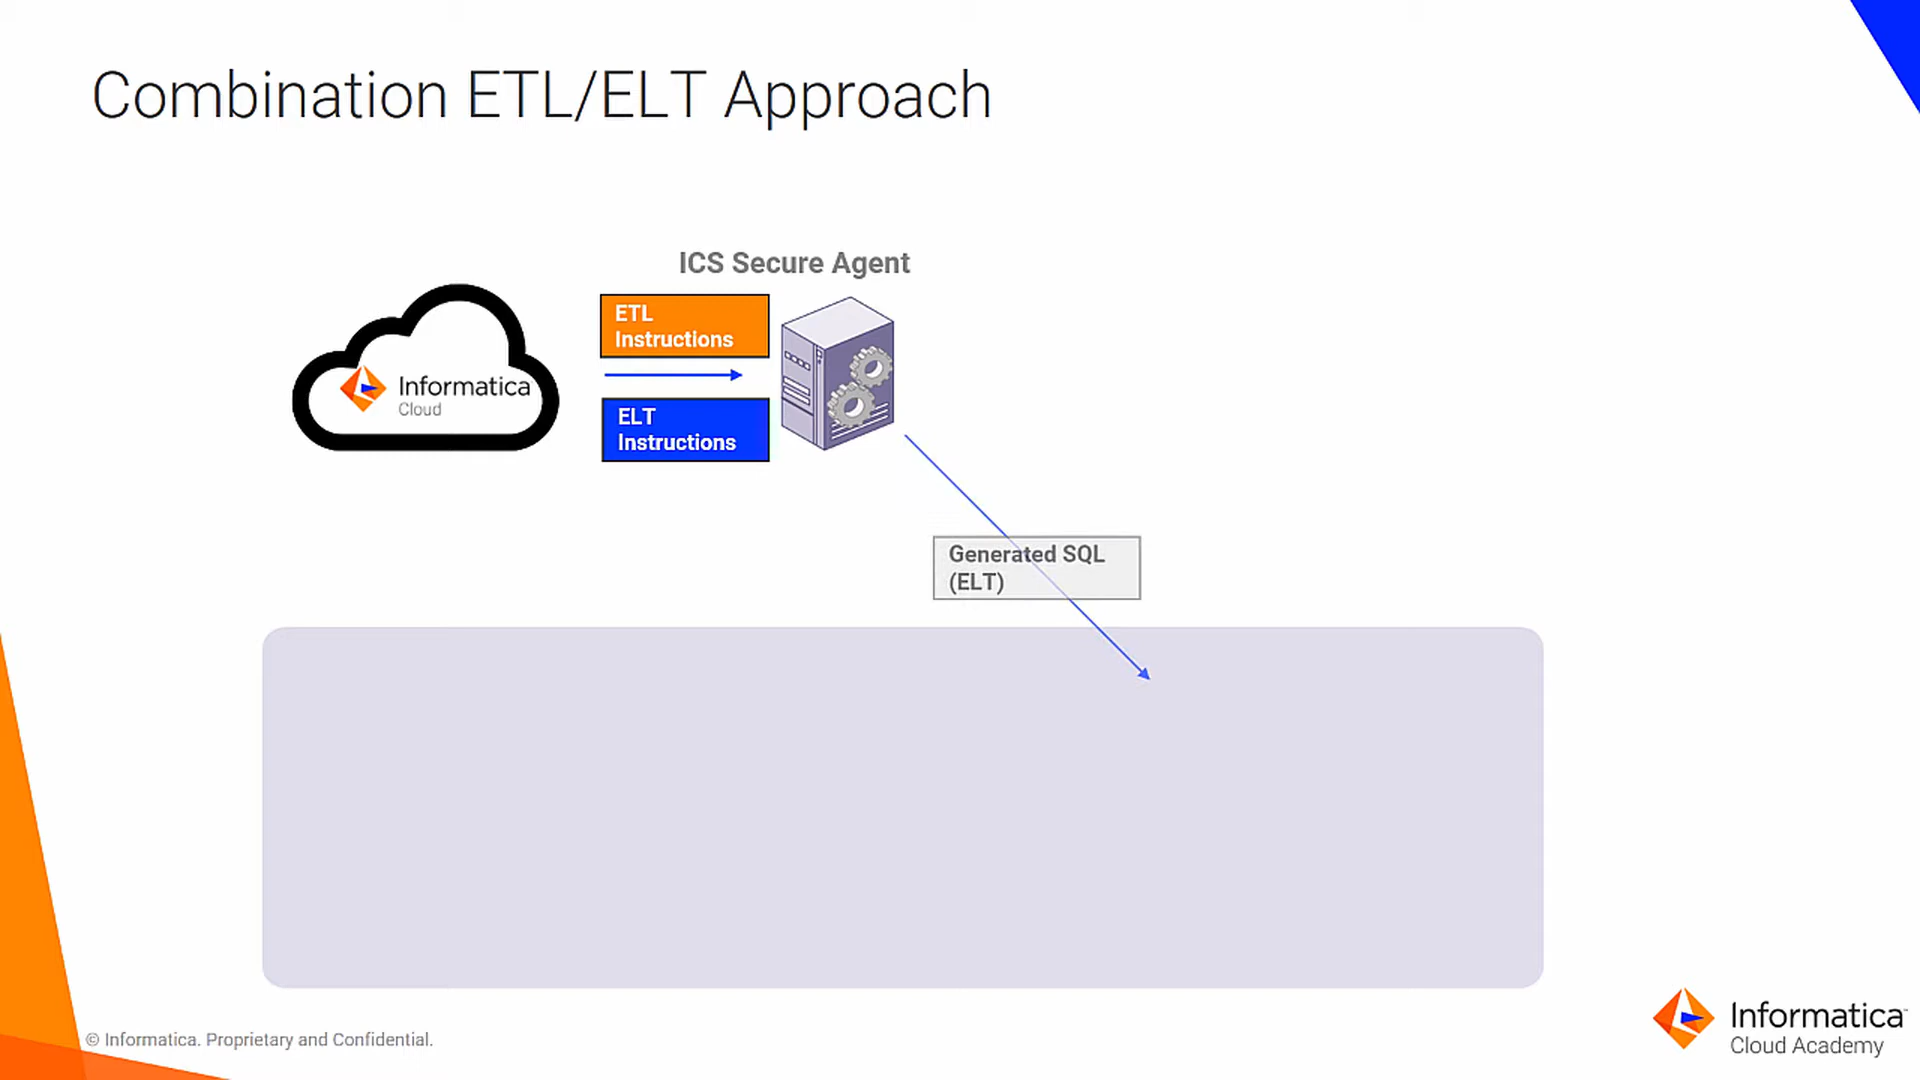 Combination ETL/ELT Approach
ICS Secure Agent
ETL
Instructions
Informatica
Cloud
ELT
Instructions
Generated SQL
(ELT)
© Informatica. Proprietary and Confidential.
Informatica
Cloud Academy